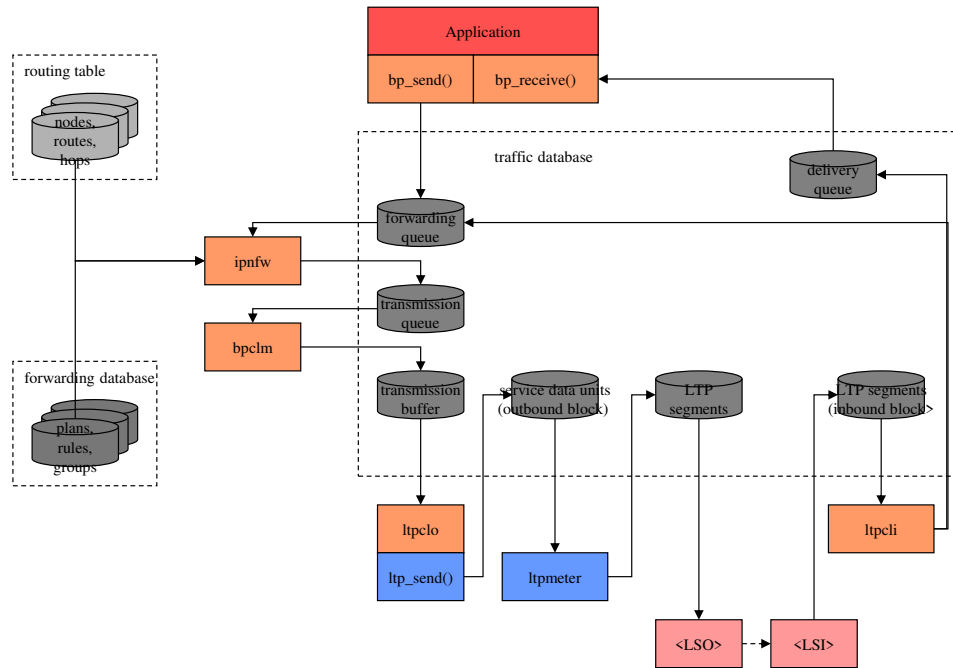 Application
bp_send()
bp_receive()
routing table
nodes,
routes,
hops
traffic database
delivery
queue
forwarding
queue
ipnfw
transmission
queue
bpclm
forwarding database
plans,
rules,
groups
transmission
buffer
service data units
(outbound block)
LTP
segments
LTP segments
(inbound block>
ltpclo
ltp_send()
ltpmeter
ltpcli
<LSO>
<LSI>